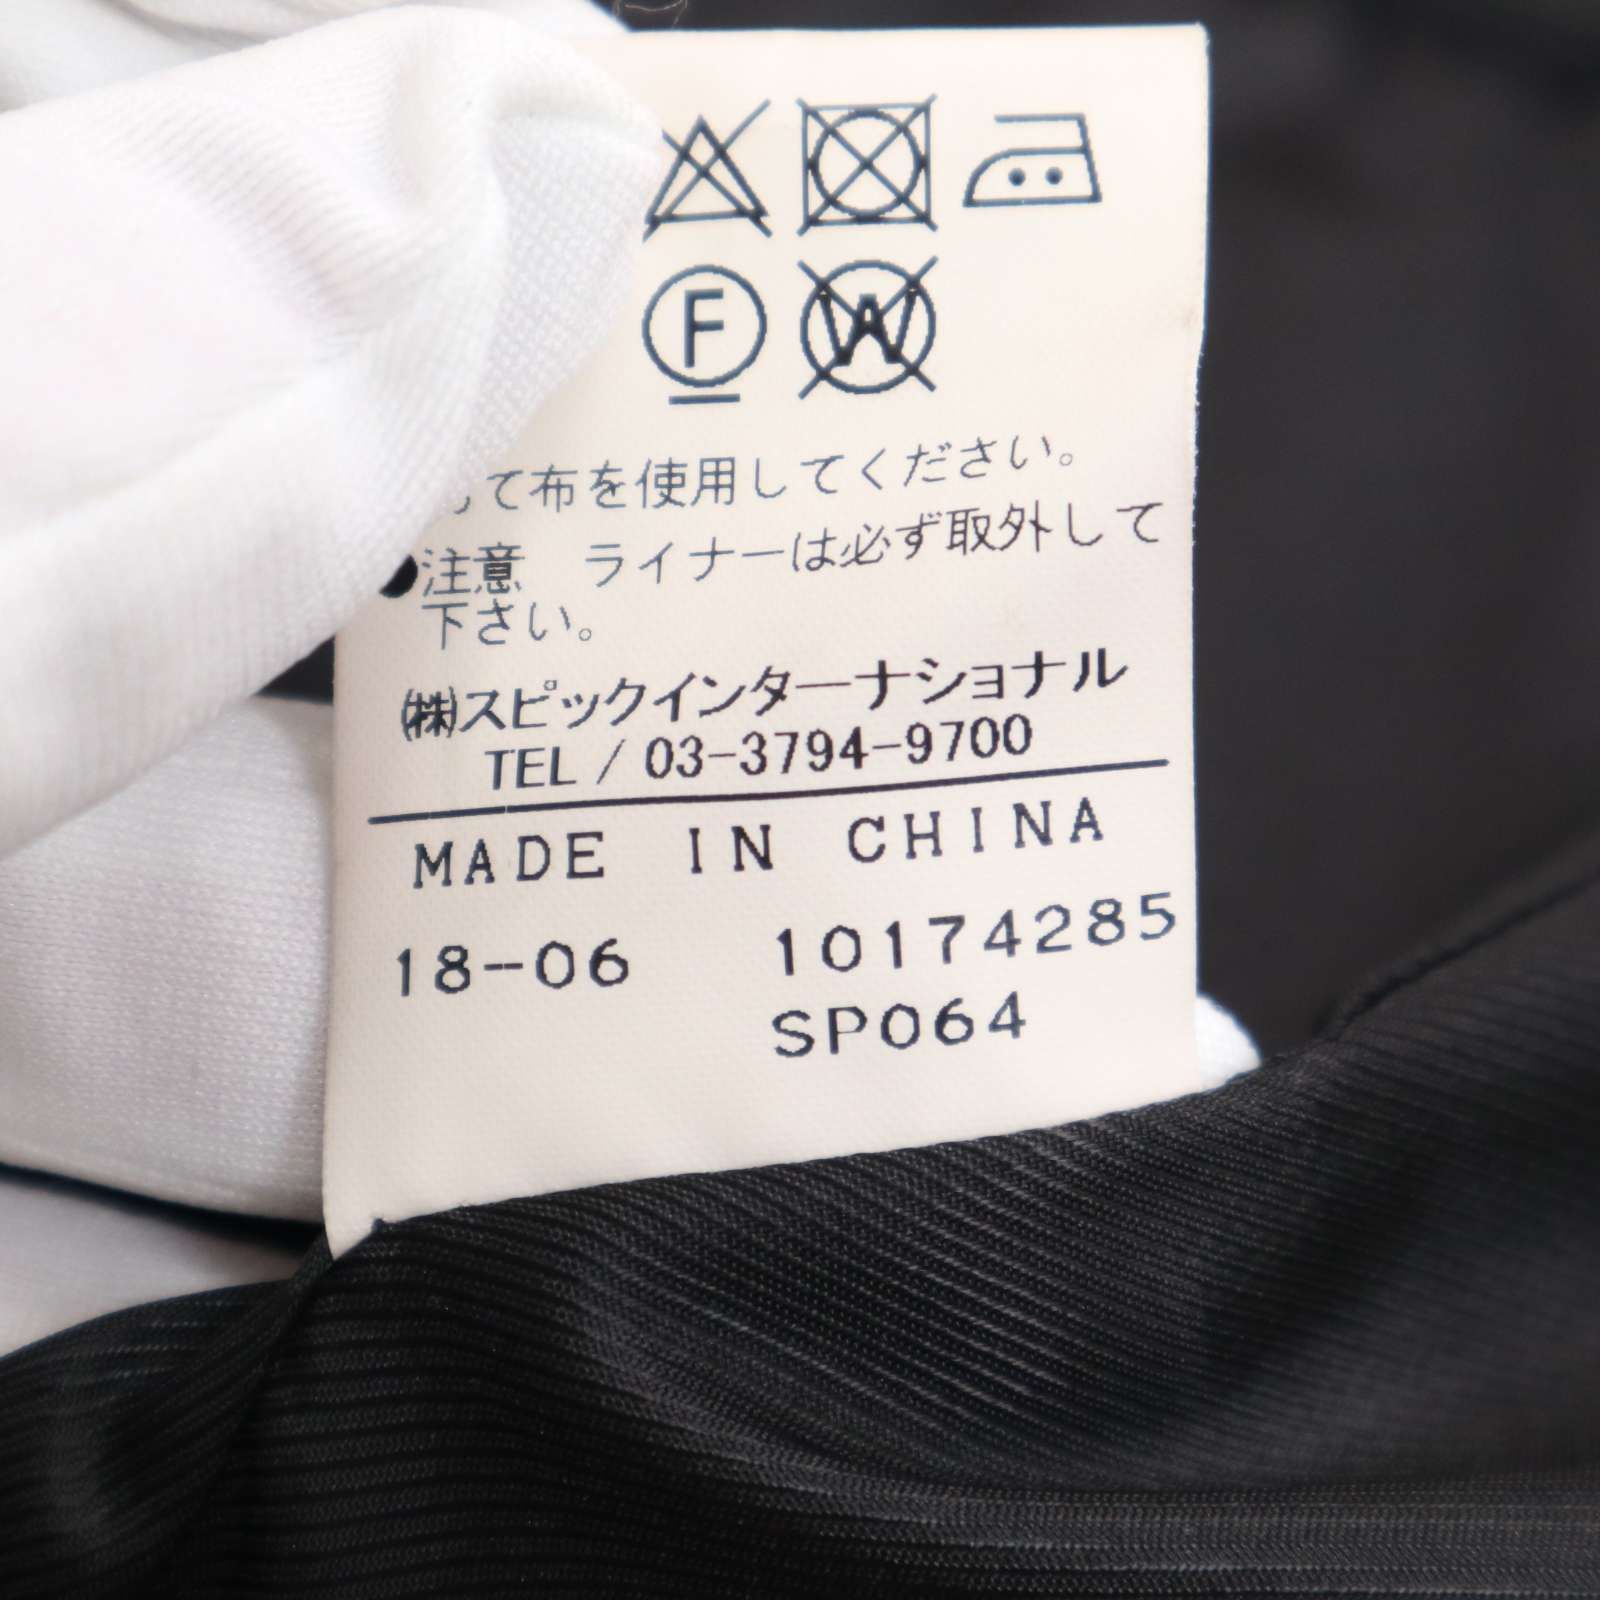 F W
て布を使用してください。
●注意 ライナーは必ず取外して
下さい。
㈱スピックインターナショナル
TEL / 03-3794-9700
MADE IN CHINA
18-06 10174285
SP064